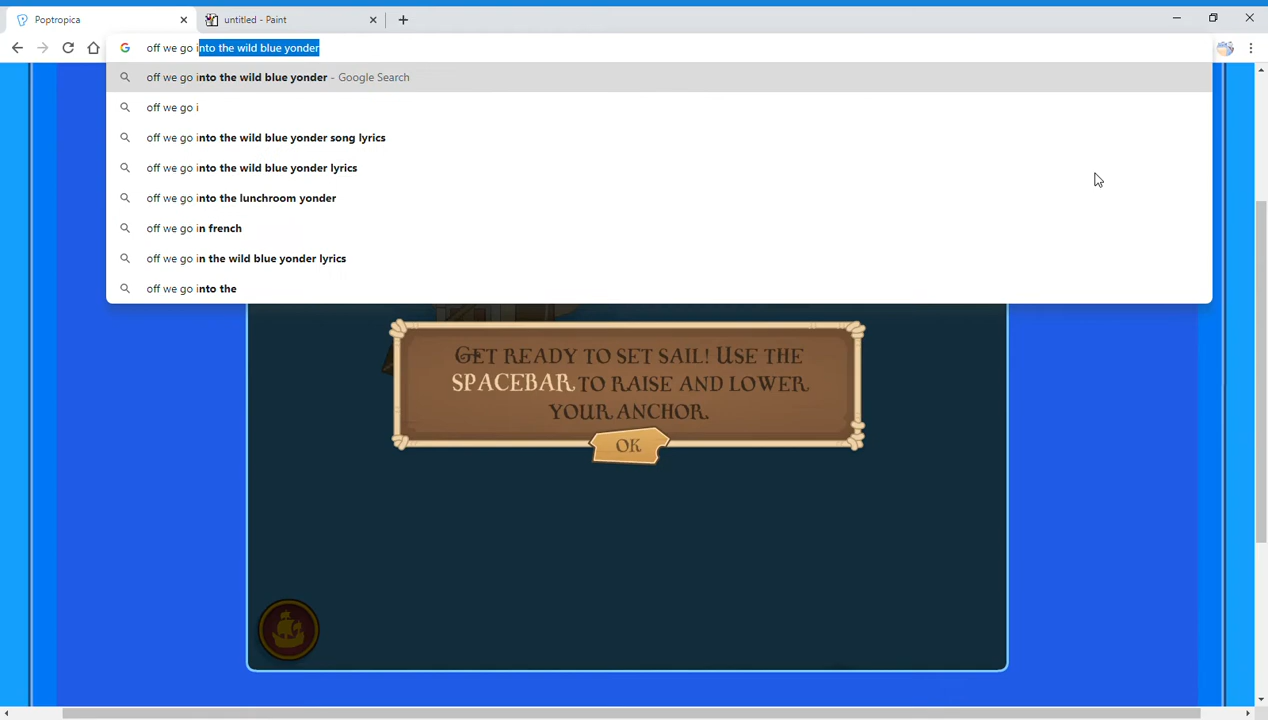 Poptropica
untitled - Paint
off we go into the wild blue yonder
off we go into the wild blue yonder - Google Search
off we go i
off we go into the wild blue yonder song lyrics
off we go into the wild blue yonder lyrics
off we go into the lunchroom yonder
off we go in french
off we go in the wild blue yonder lyrics
off we go into the
GET READY TO SET SAIL! USE THE
SPACEBAR TO RAISE AND LOWER
YOUR ANCHOR.
OK